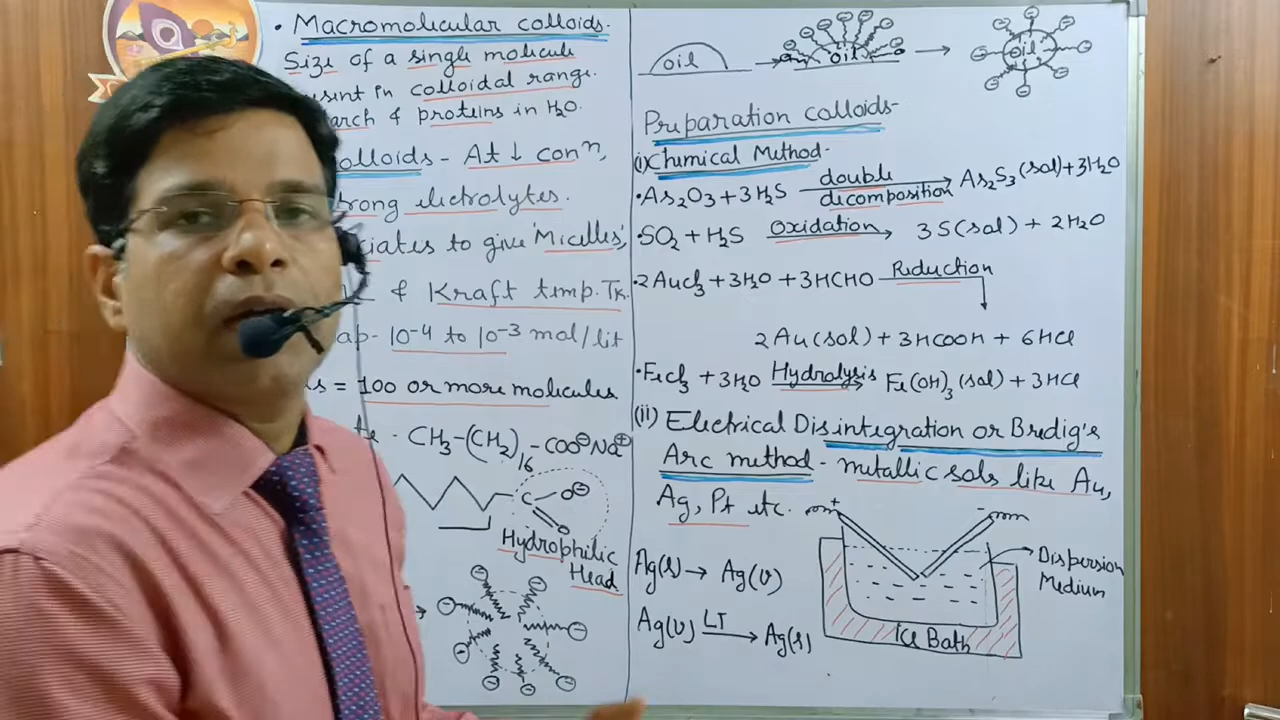 • Macromolicular colloids-
Size of a single molecule
in colloidal range.
& proteins in H₂O.
- At ↓ conⁿ,
electrolytes.
to give 'Micelles',
& Kraft temp. Tk.
10⁻⁴ to 10⁻³ mol/lit
= 100 or more molecules
- CH₃-(CH₂)₁₆-COO⊖Na⊕
C O⊖
O
Hydrophilic
Head
oil → oil → oil
Preparation colloids-
(i) Chemical Method-
• As₂O₃ + 3H₂S double decomposition → As₂S₃ (sol) + 3H₂O
• SO₂ + H₂S Oxidation → 3S(sol) + 2H₂O
• 2AuCl₃ + 3H₂O + 3HCHO Reduction
2Au(sol) + 3HCOOH + 6HCl
• FeCl₃ + 3H₂O Hydrolysis → Fe(OH)₃ (sol) + 3HCl
(ii) Electrical Disintegration or Bredig's
Arc method - metallic sols like Au,
Ag, Pt etc.
+ -
Dispersion
Medium
Ag(s) → Ag(v)
Ag(v) LT → Ag(s)
Ice Bath